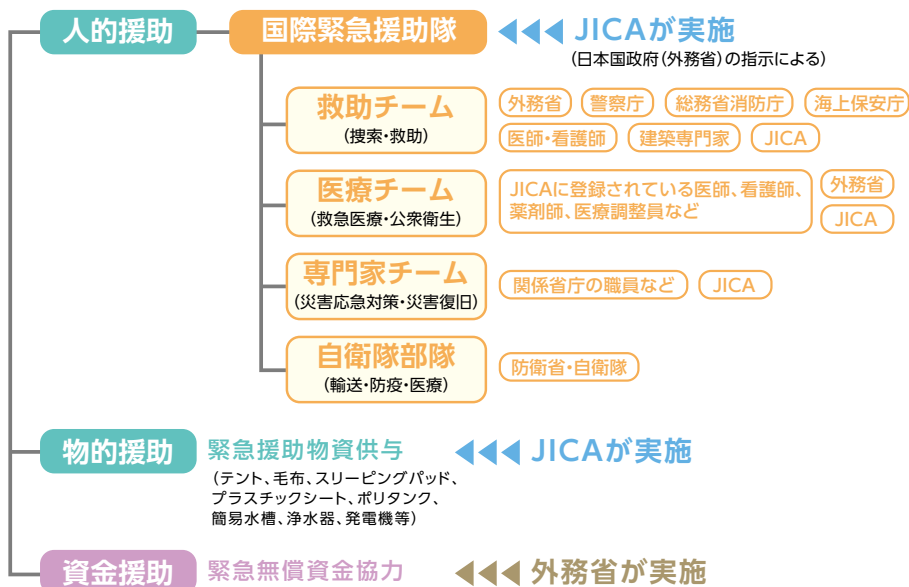 人的援助 国際緊急援助隊 JICAが実施
(日本国政府(外務省)の指示による)
救助チーム
(捜索・救助)
外務省 警察庁 総務省消防庁 海上保安庁
医師・看護師 建築専門家 JICA
医療チーム
(救急医療・公衆衛生)
JICAに登録されている医師、看護師、
薬剤師、医療調整員など
外務省
JICA
専門家チーム
(災害応急対策・災害復旧)
関係省庁の職員など JICA
自衛隊部隊
(輸送・防疫・医療)
防衛省・自衛隊
物的援助 緊急援助物資供与 JICAが実施
(テント、毛布、スリーピングパッド、
プラスチックシート、ポリタンク、
簡易水槽、浄水器、発電機等)
資金援助 緊急無償資金協力 外務省が実施